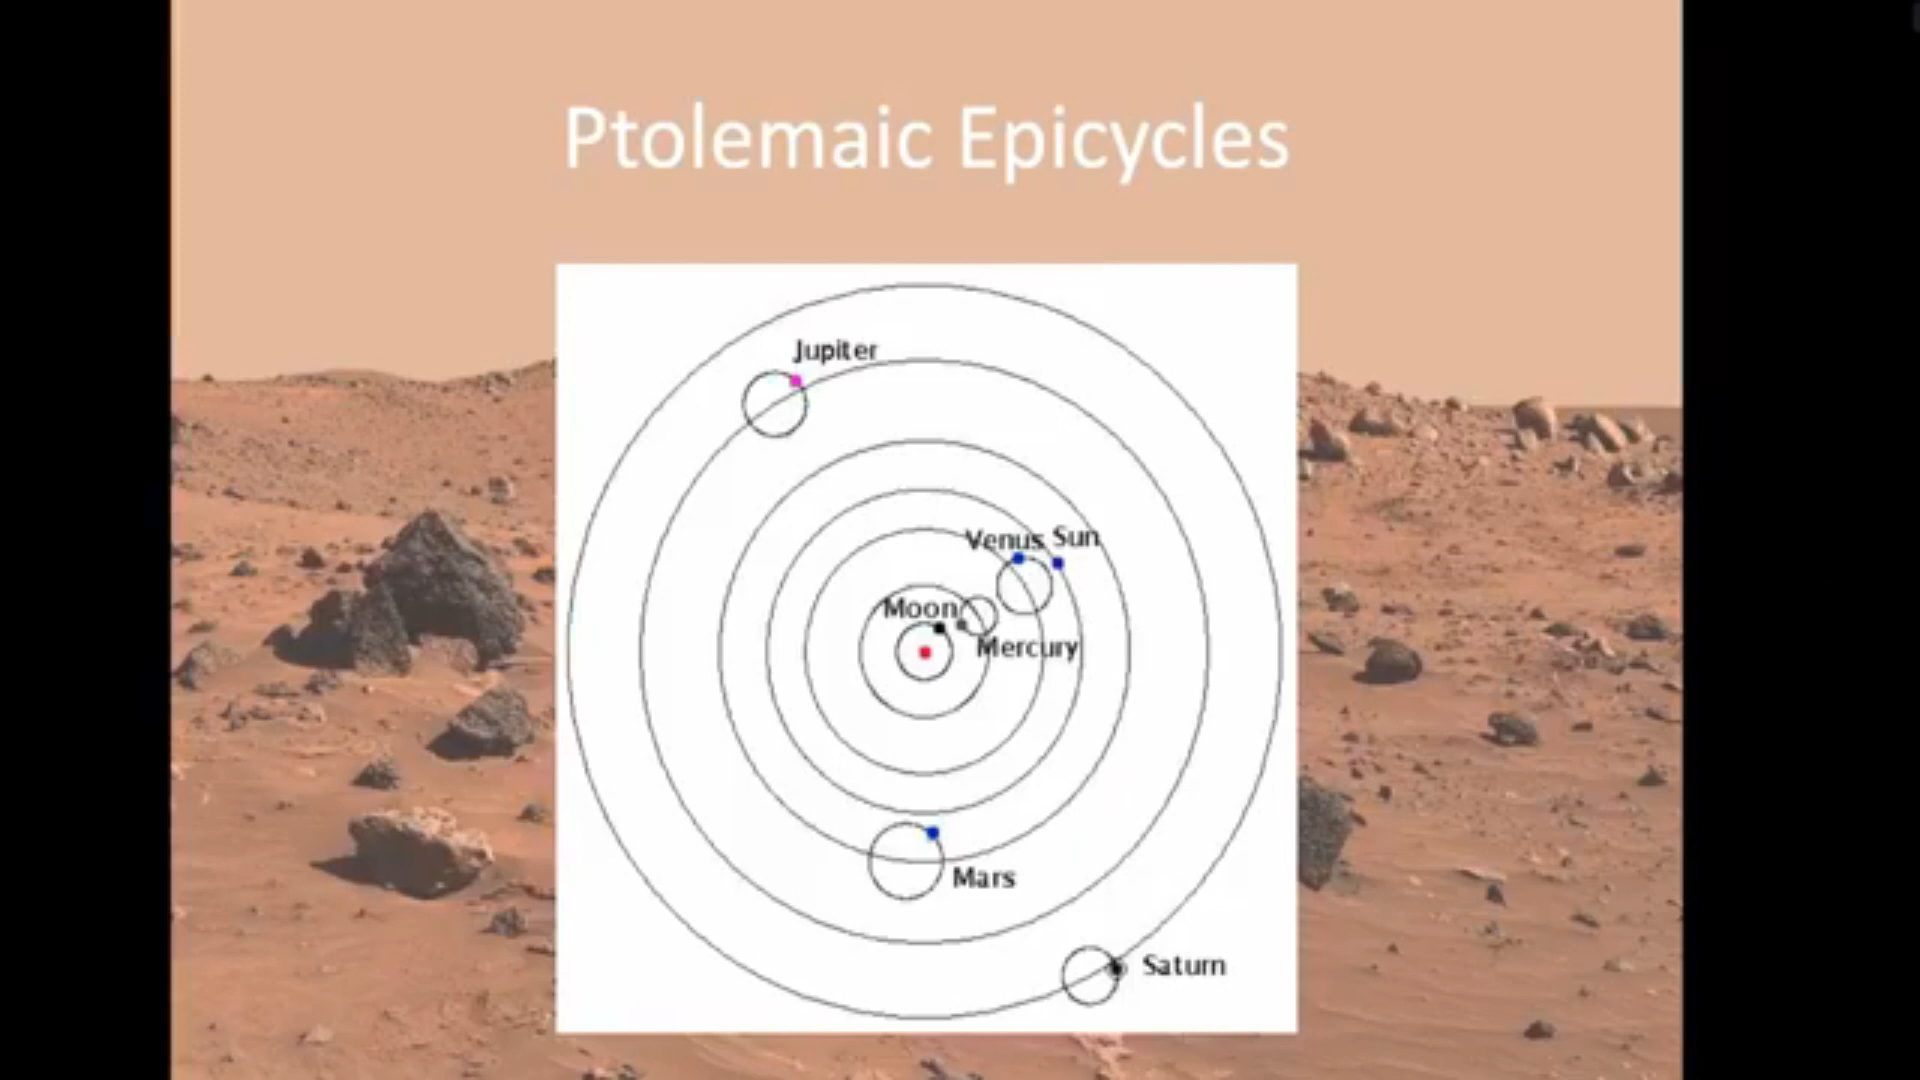 Ptolemaic Epicycles
Jupiter
Venus Sun
Moon
Mercury
Mars
Saturn